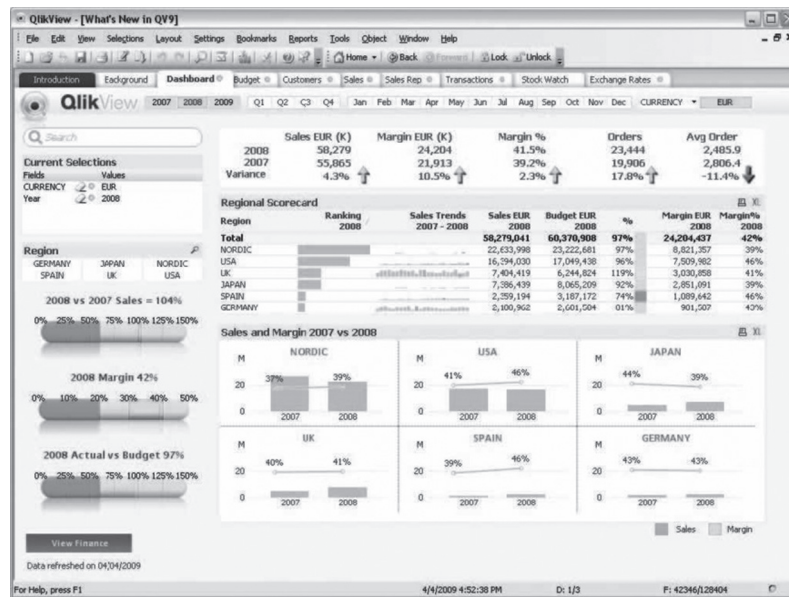 QlikView - [What's New in QV9]
File Edit View Selections Layout Settings Bookmarks Reports Tools Object Window Help
Home Back Forward Lock Unlock
Introduction Background Dashboard Budget Customers Sales Sales Rep Transactions Stock Watch Exchange Rates
QlikView 2007 2008 2009 Q1 Q2 Q3 Q4 Jan Feb Mar Apr May Jun Jul Aug Sep Oct Nov Dec CURRENCY EUR
Search
Current Selections
Fields Values
CURRENCY EUR
Year 2008
Region
GERMANY JAPAN NORDIC
SPAIN UK USA
2008 vs 2007 Sales = 104%
0% 25% 50% 75% 100% 125% 150%
2008 Margin 42%
0% 10% 20% 30% 40% 50%
2008 Actual vs Budget 97%
0% 25% 50% 75% 100% 125% 150%
View Finance
Data refreshed on 04/04/2009
Sales EUR (K) Margin EUR (K) Margin % Orders Avg Order
2008 58,279 24,204 41.5% 23,444 2,485.9
2007 55,865 21,913 39.2% 19,906 2,806.4
Variance 4.3% 10.5% 2.3% 17.8% -11.4%
Regional Scorecard XL
Region Ranking 2008 Sales Trends 2007 - 2008 Sales EUR 2008 Budget EUR 2008 % Margin EUR 2008 Margin% 2008
Total 58,279,041 60,370,908 97% 24,204,437 42%
NORDIC 22,633,998 23,222,681 97% 8,821,357 39%
USA 16,394,030 17,049,438 96% 7,509,982 46%
UK 7,404,419 6,244,824 119% 3,030,858 41%
JAPAN 7,386,439 8,065,209 92% 2,851,091 39%
SPAIN 2,359,194 3,187,172 74% 1,089,642 46%
GERMANY 2,100,962 2,601,584 81% 901,507 43%
Sales and Margin 2007 vs 2008 XL
NORDIC USA JAPAN
M M M
37% 39% 41% 46% 44% 39%
20 20 20
0 0 0
2007 2008 2007 2008 2007 2008
UK SPAIN GERMANY
M M M
40% 41% 39% 46% 43% 43%
20 20 20
0 0 0
2007 2008 2007 2008 2007 2008
Sales Margin
For Help, press F1 4/4/2009 4:52:38 PM D: 1/3 F: 42346/128404